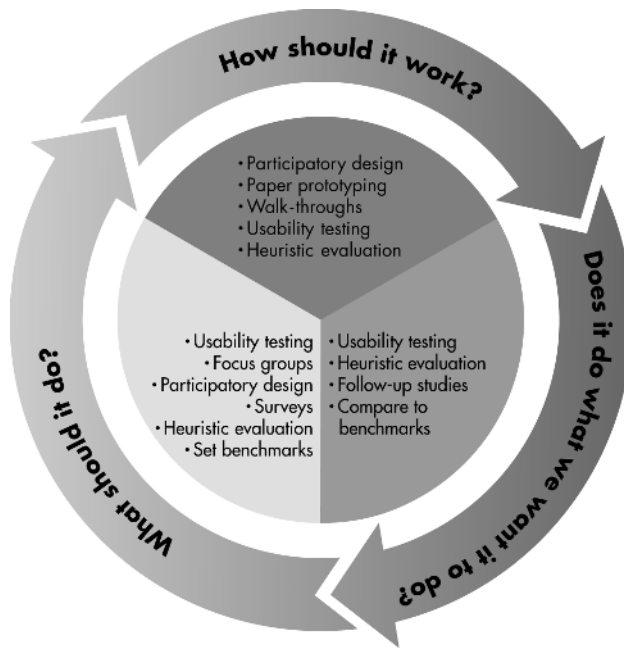 How should it work?
• Participatory design
• Paper prototyping
• Walk-throughs
• Usability testing
• Heuristic evaluation
Does it do what we want it to do?
• Usability testing
• Heuristic evaluation
• Follow-up studies
• Compare to
benchmarks
What should it do?
• Usability testing
• Focus groups
• Participatory design
• Surveys
• Heuristic evaluation
• Set benchmarks